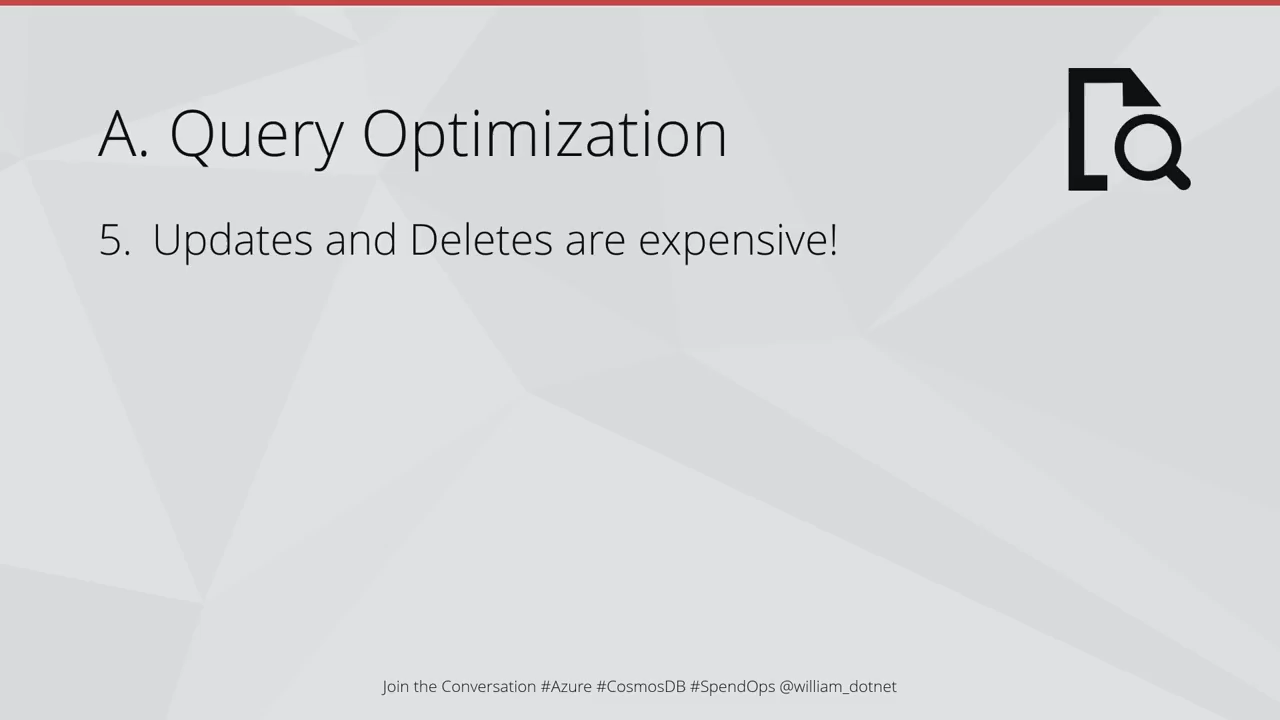 A. Query Optimization
5. Updates and Deletes are expensive!
Join the Conversation #Azure #CosmosDB #SpendOps @william_dotnet